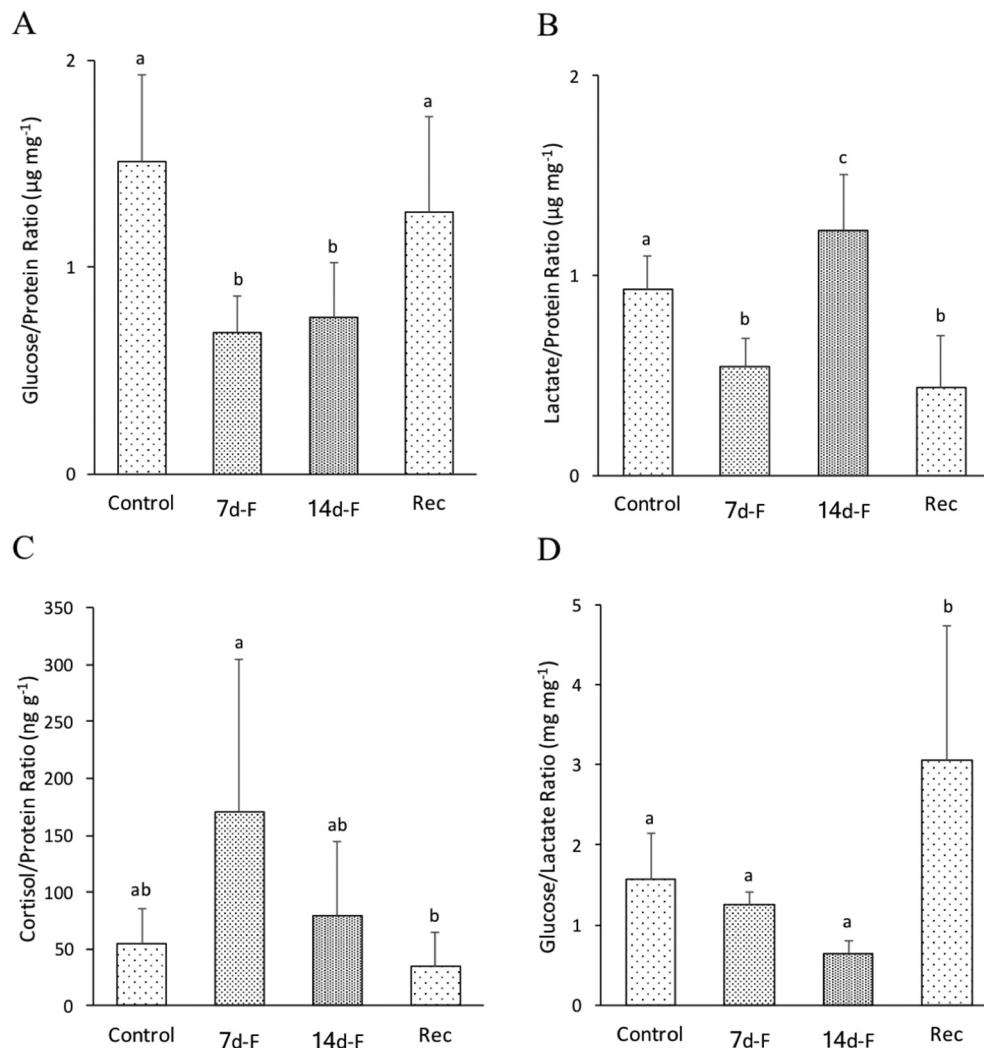 A
Glucose/Protein Ratio (µg mg⁻¹)
2
1
0
a
b
b
a
Control
7d-F
14d-F
Rec
B
Lactate/Protein Ratio (µg mg⁻¹)
2
1
0
a
b
c
b
Control
7d-F
14d-F
Rec
C
Cortisol/Protein Ratio (ng g⁻¹)
350
300
250
200
150
100
50
0
ab
a
ab
b
Control
7d-F
14d-F
Rec
D
Glucose/Lactate Ratio (mg mg⁻¹)
5
4
3
2
1
0
a
a
a
b
Control
7d-F
14d-F
Rec